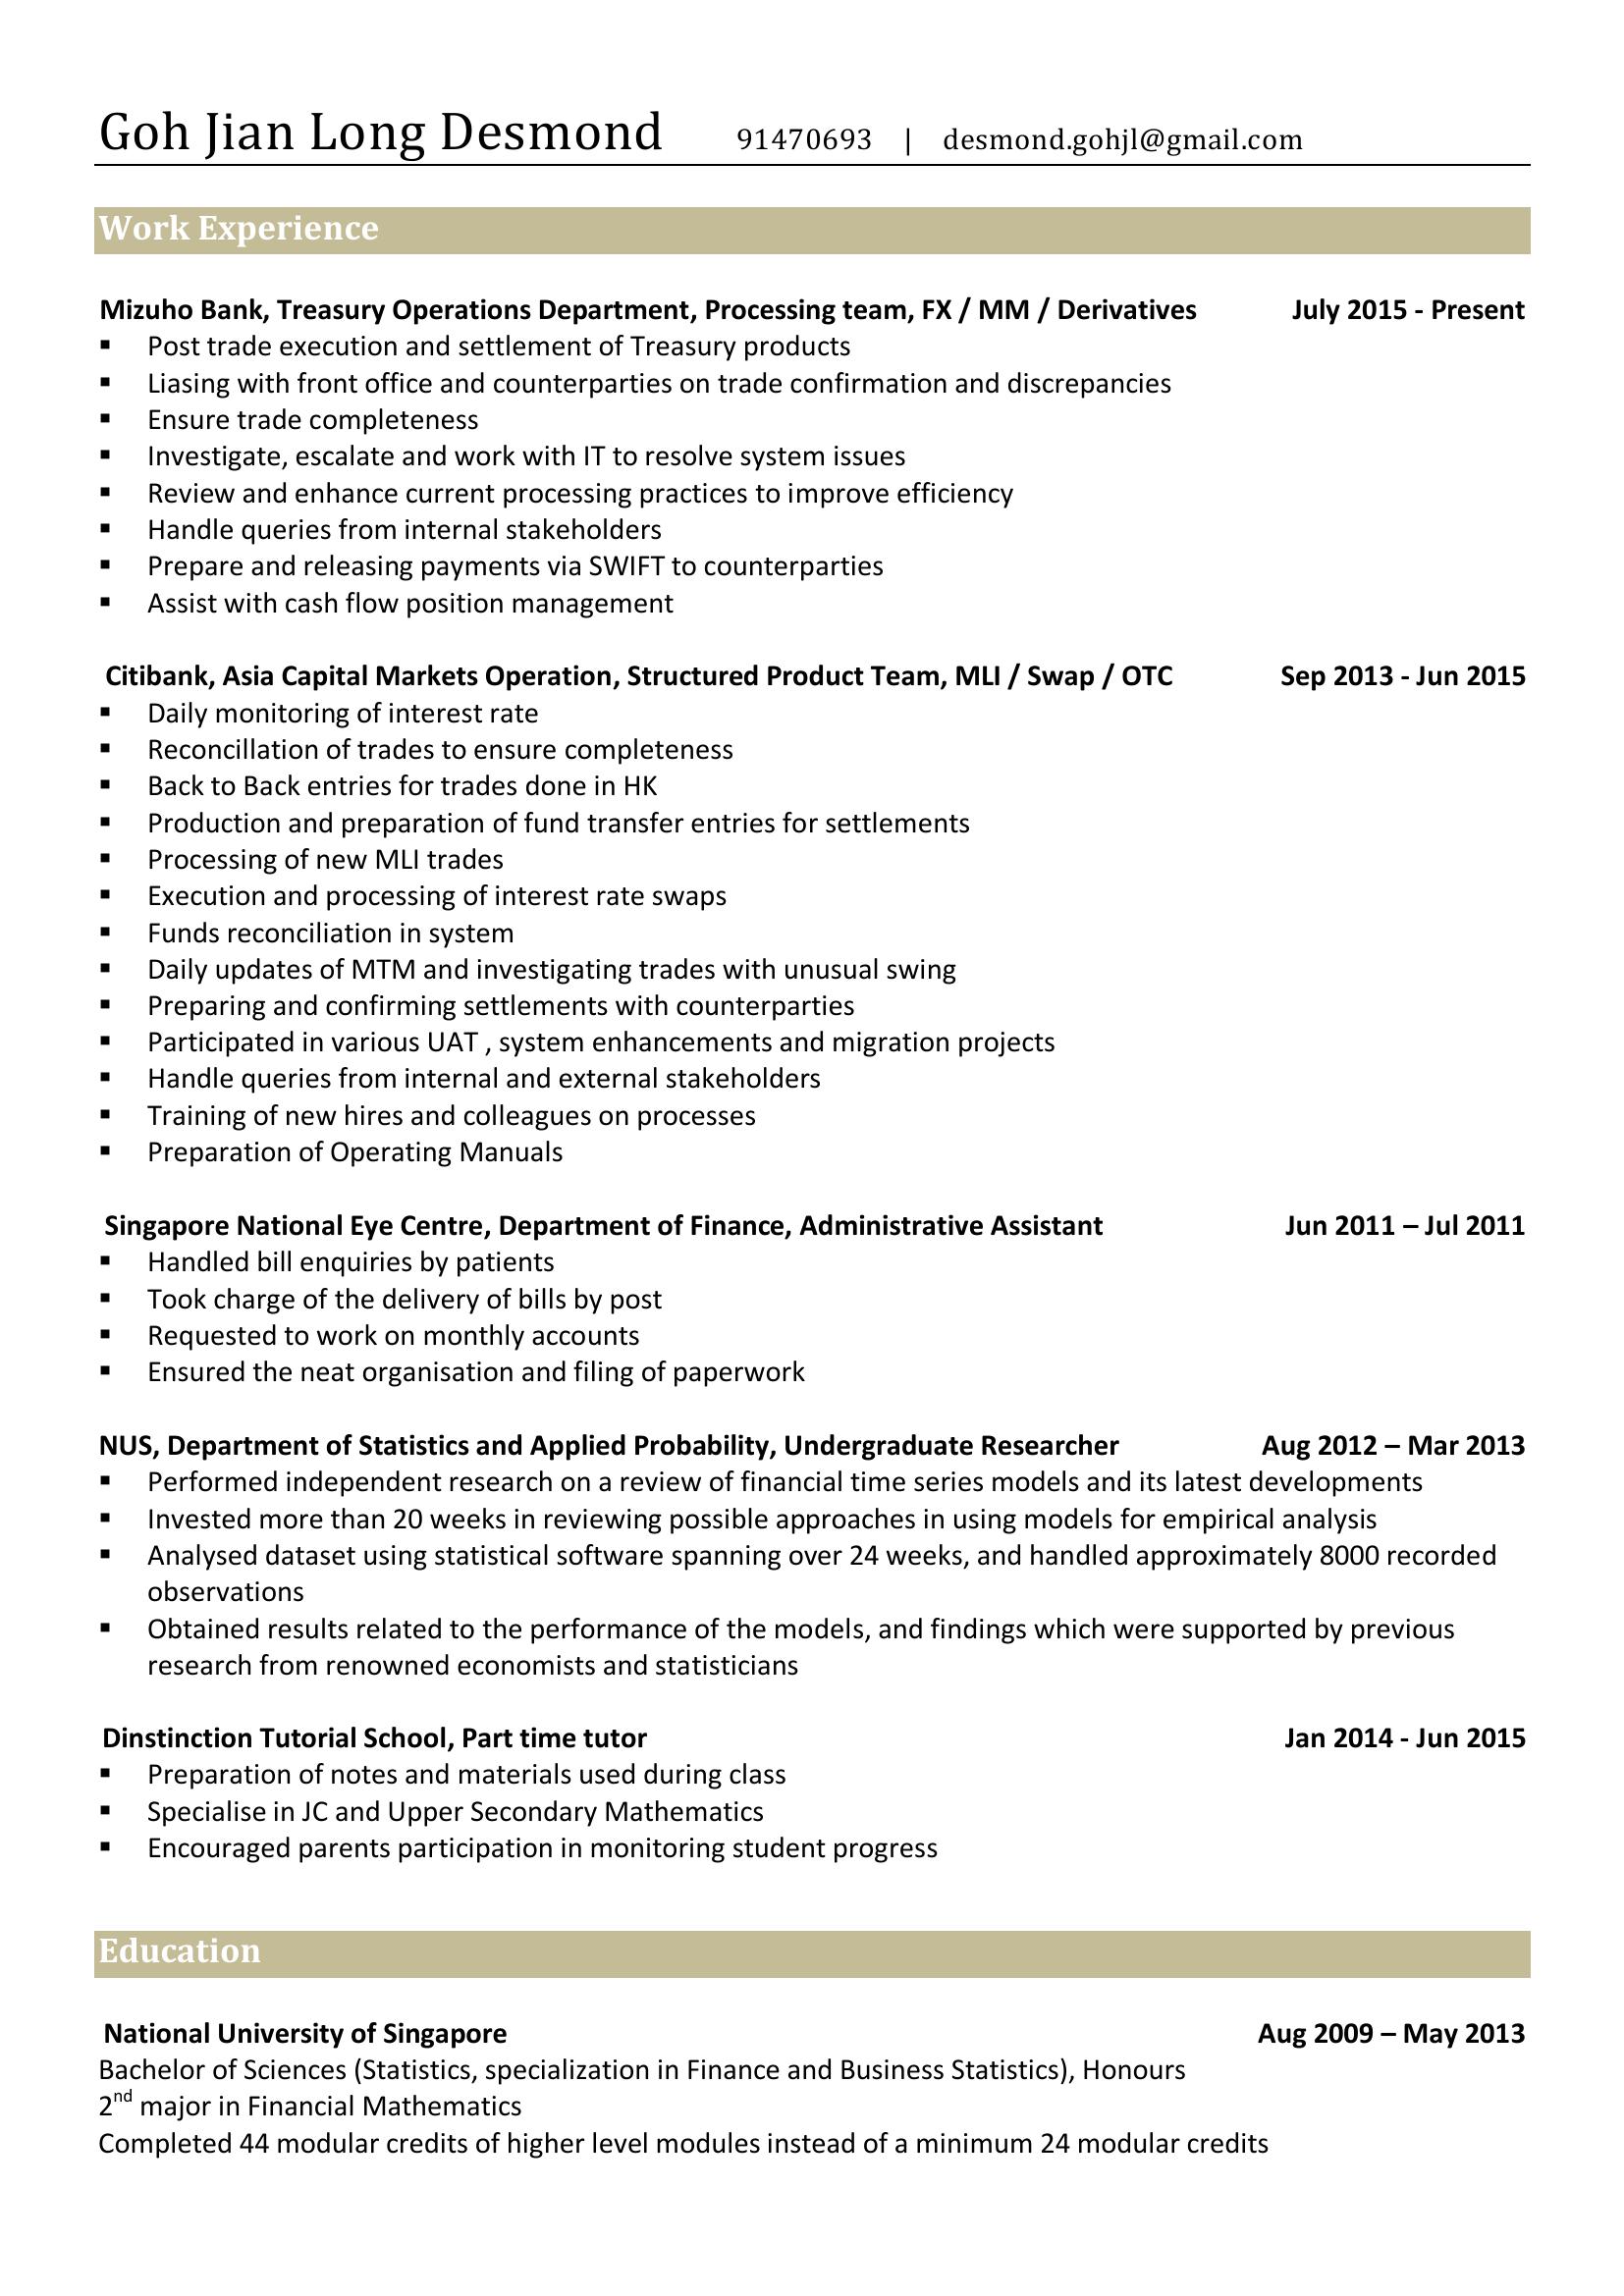 Goh Jian Long Desmond 91470693 | desmond.gohjl@gmail.com
Work Experience
Mizuho Bank, Treasury Operations Department, Processing team, FX / MM / Derivatives July 2015 - Present
▪ Post trade execution and settlement of Treasury products
▪ Liasing with front office and counterparties on trade confirmation and discrepancies
▪ Ensure trade completeness
▪ Investigate, escalate and work with IT to resolve system issues
▪ Review and enhance current processing practices to improve efficiency
▪ Handle queries from internal stakeholders
▪ Prepare and releasing payments via SWIFT to counterparties
▪ Assist with cash flow position management
Citibank, Asia Capital Markets Operation, Structured Product Team, MLI / Swap / OTC Sep 2013 - Jun 2015
▪ Daily monitoring of interest rate
▪ Reconcillation of trades to ensure completeness
▪ Back to Back entries for trades done in HK
▪ Production and preparation of fund transfer entries for settlements
▪ Processing of new MLI trades
▪ Execution and processing of interest rate swaps
▪ Funds reconciliation in system
▪ Daily updates of MTM and investigating trades with unusual swing
▪ Preparing and confirming settlements with counterparties
▪ Participated in various UAT , system enhancements and migration projects
▪ Handle queries from internal and external stakeholders
▪ Training of new hires and colleagues on processes
▪ Preparation of Operating Manuals
Singapore National Eye Centre, Department of Finance, Administrative Assistant Jun 2011 – Jul 2011
▪ Handled bill enquiries by patients
▪ Took charge of the delivery of bills by post
▪ Requested to work on monthly accounts
▪ Ensured the neat organisation and filing of paperwork
NUS, Department of Statistics and Applied Probability, Undergraduate Researcher Aug 2012 – Mar 2013
▪ Performed independent research on a review of financial time series models and its latest developments
▪ Invested more than 20 weeks in reviewing possible approaches in using models for empirical analysis
▪ Analysed dataset using statistical software spanning over 24 weeks, and handled approximately 8000 recorded
observations
▪ Obtained results related to the performance of the models, and findings which were supported by previous
research from renowned economists and statisticians
Dinstinction Tutorial School, Part time tutor Jan 2014 - Jun 2015
▪ Preparation of notes and materials used during class
▪ Specialise in JC and Upper Secondary Mathematics
▪ Encouraged parents participation in monitoring student progress
Education
National University of Singapore Aug 2009 – May 2013
Bachelor of Sciences (Statistics, specialization in Finance and Business Statistics), Honours
2nd major in Financial Mathematics
Completed 44 modular credits of higher level modules instead of a minimum 24 modular credits